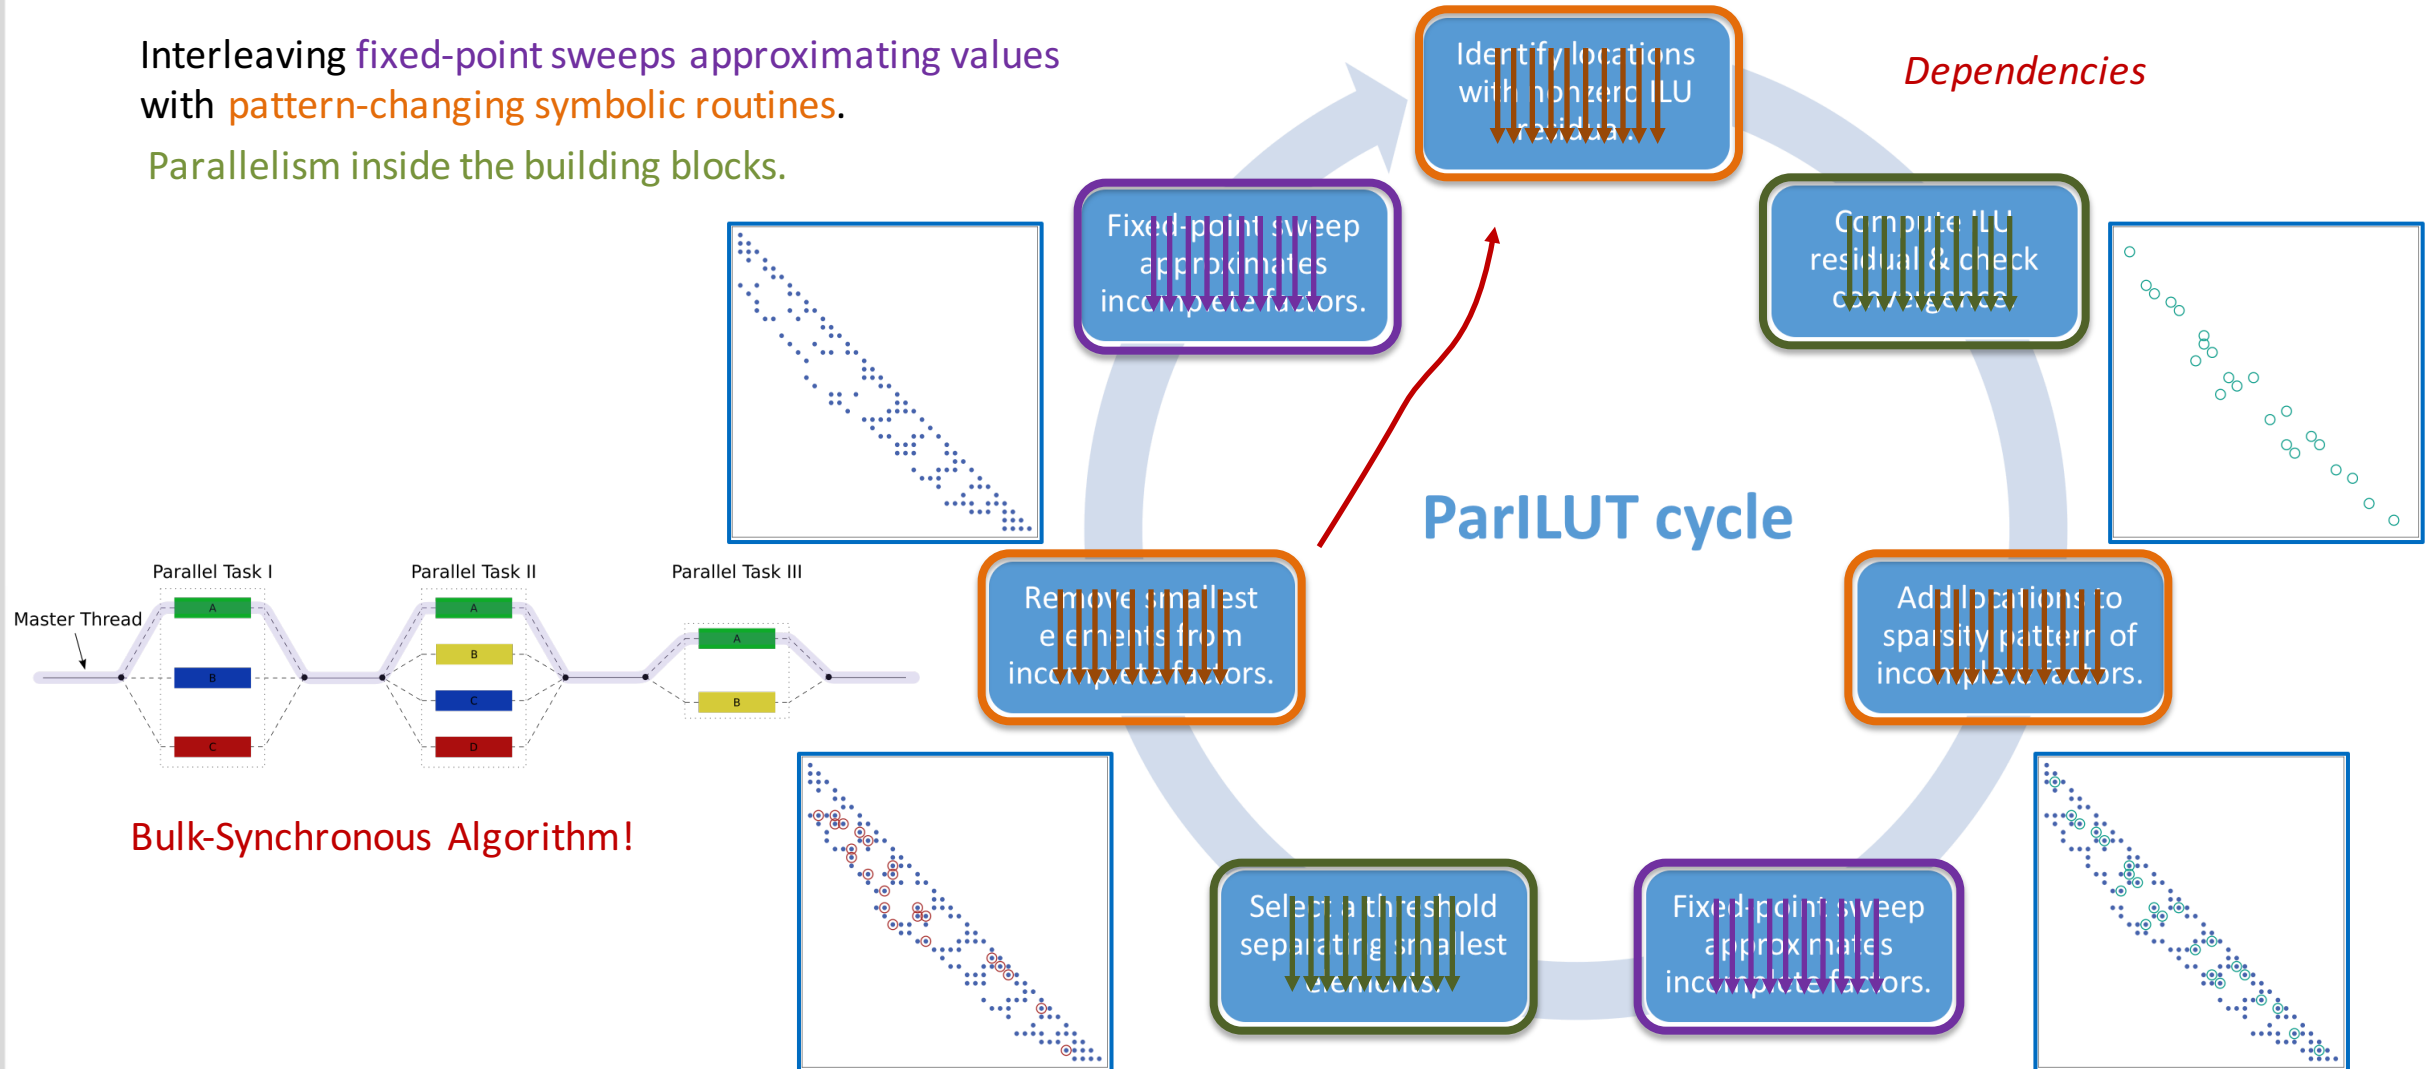 Interleaving fixed-point sweeps approximating values
with pattern-changing symbolic routines.
Parallelism inside the building blocks.
Dependencies
Identify locations
with nonzero ILU
residual.
Compute ILU
residual & check
convergence.
Add locations to
sparsity pattern of
incomplete factors.
Fixed-point sweep
approximates
incomplete factors.
Select a threshold
separating smallest
elements.
Remove smallest
elements from
incomplete factors.
Fixed-point sweep
approximates
incomplete factors.
ParILUT cycle
Master Thread
Parallel Task I
A
B
C
Parallel Task II
A
B
C
D
Parallel Task III
A
B
Bulk-Synchronous Algorithm!